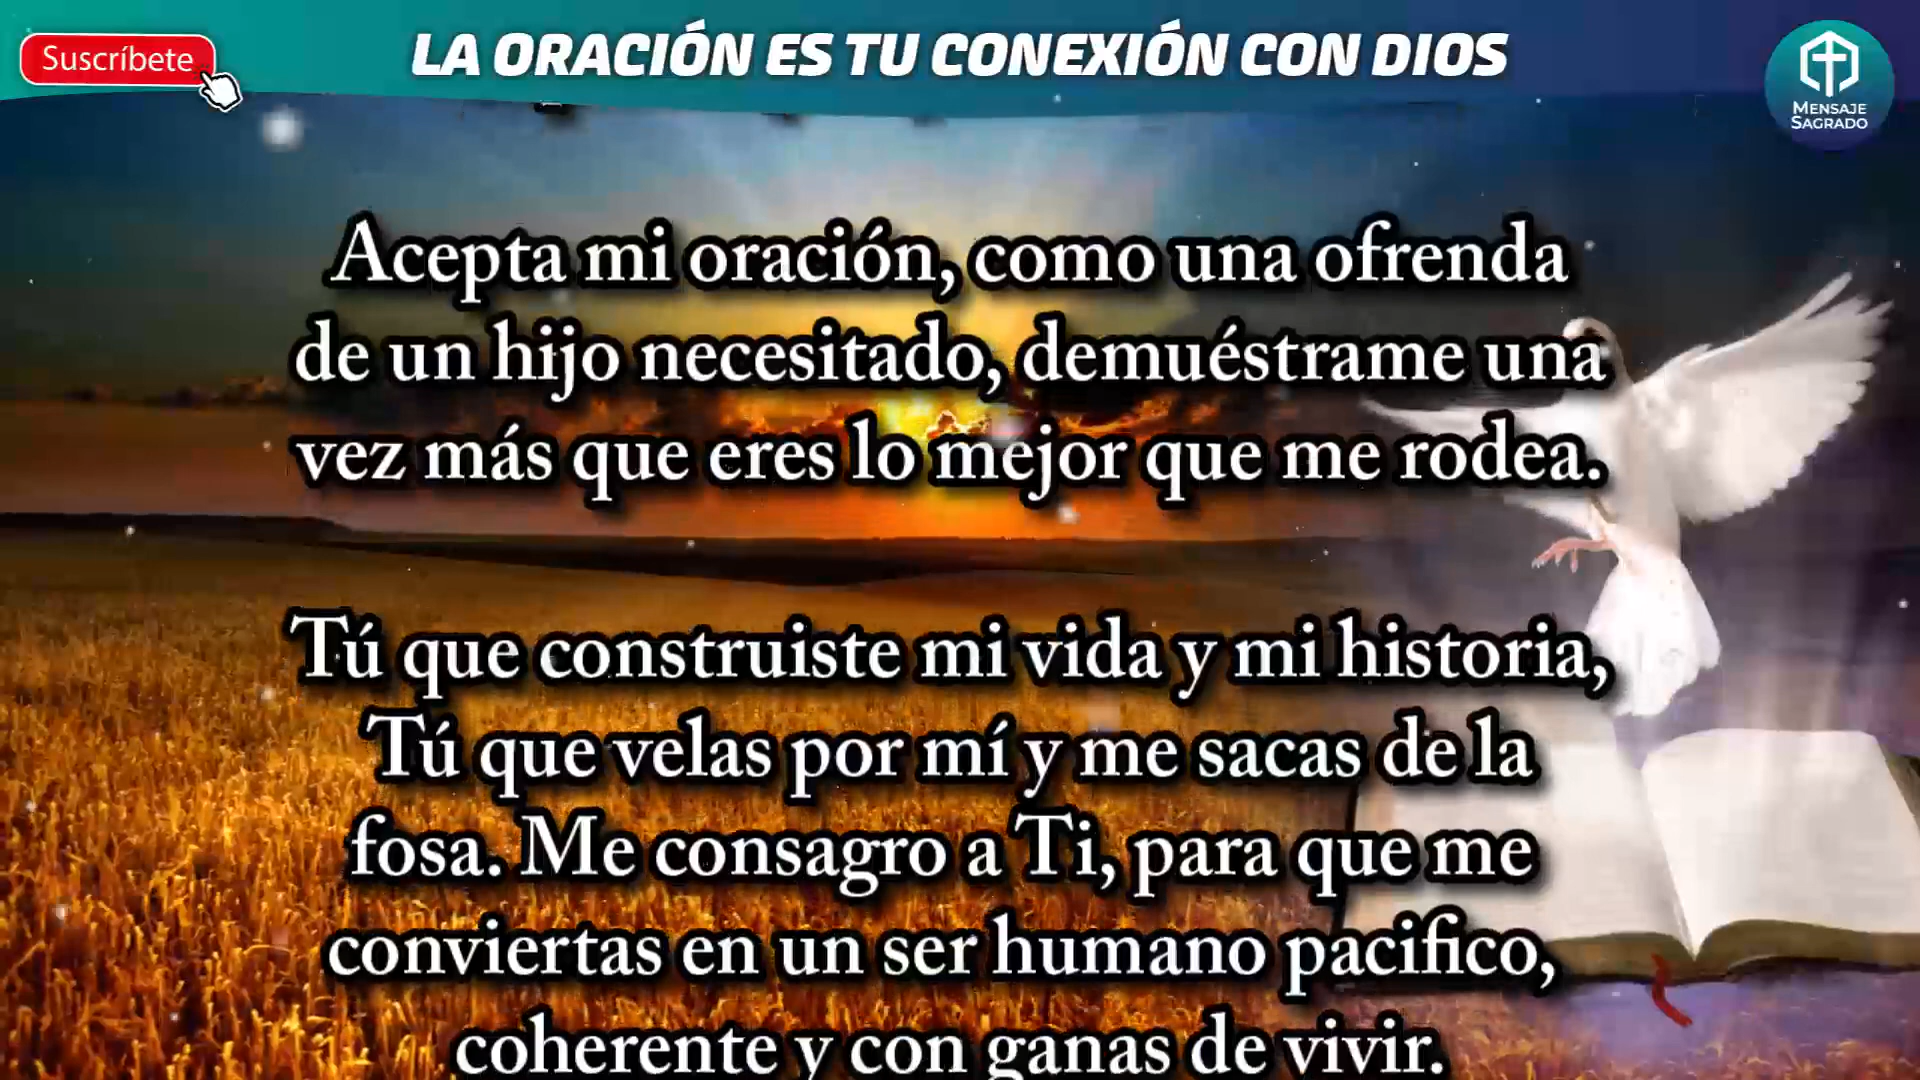 Suscríbete
LA ORACIÓN ES TU CONEXIÓN CON DIOS
MENSAJE
SAGRADO
Acepta mi oración, como una ofrenda
de un hijo necesitado, demuéstrame una
vez más que eres lo mejor que me rodea.
Tú que construiste mi vida y mi historia,
Tú que velas por mí y me sacas de la
fosa. Me consagro a Ti, para que me
conviertas en un ser humano pacifico,
coherente y con ganas de vivir.